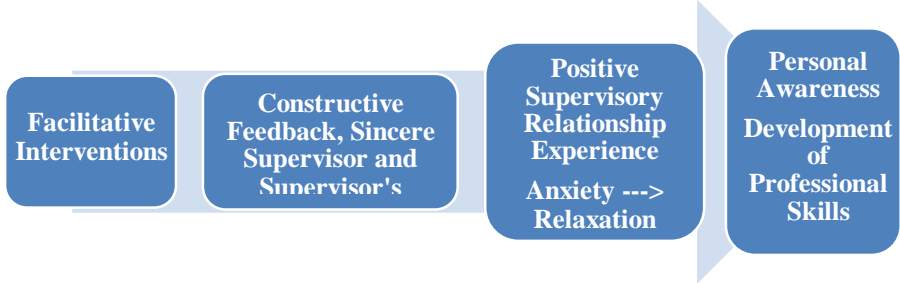 Facilitative
Interventions
Constructive
Feedback, Sincere
Supervisor and
Supervisor's
Positive
Supervisory
Relationship
Experience
Anxiety --->
Relaxation
Personal
Awareness
Development
of
Professional
Skills